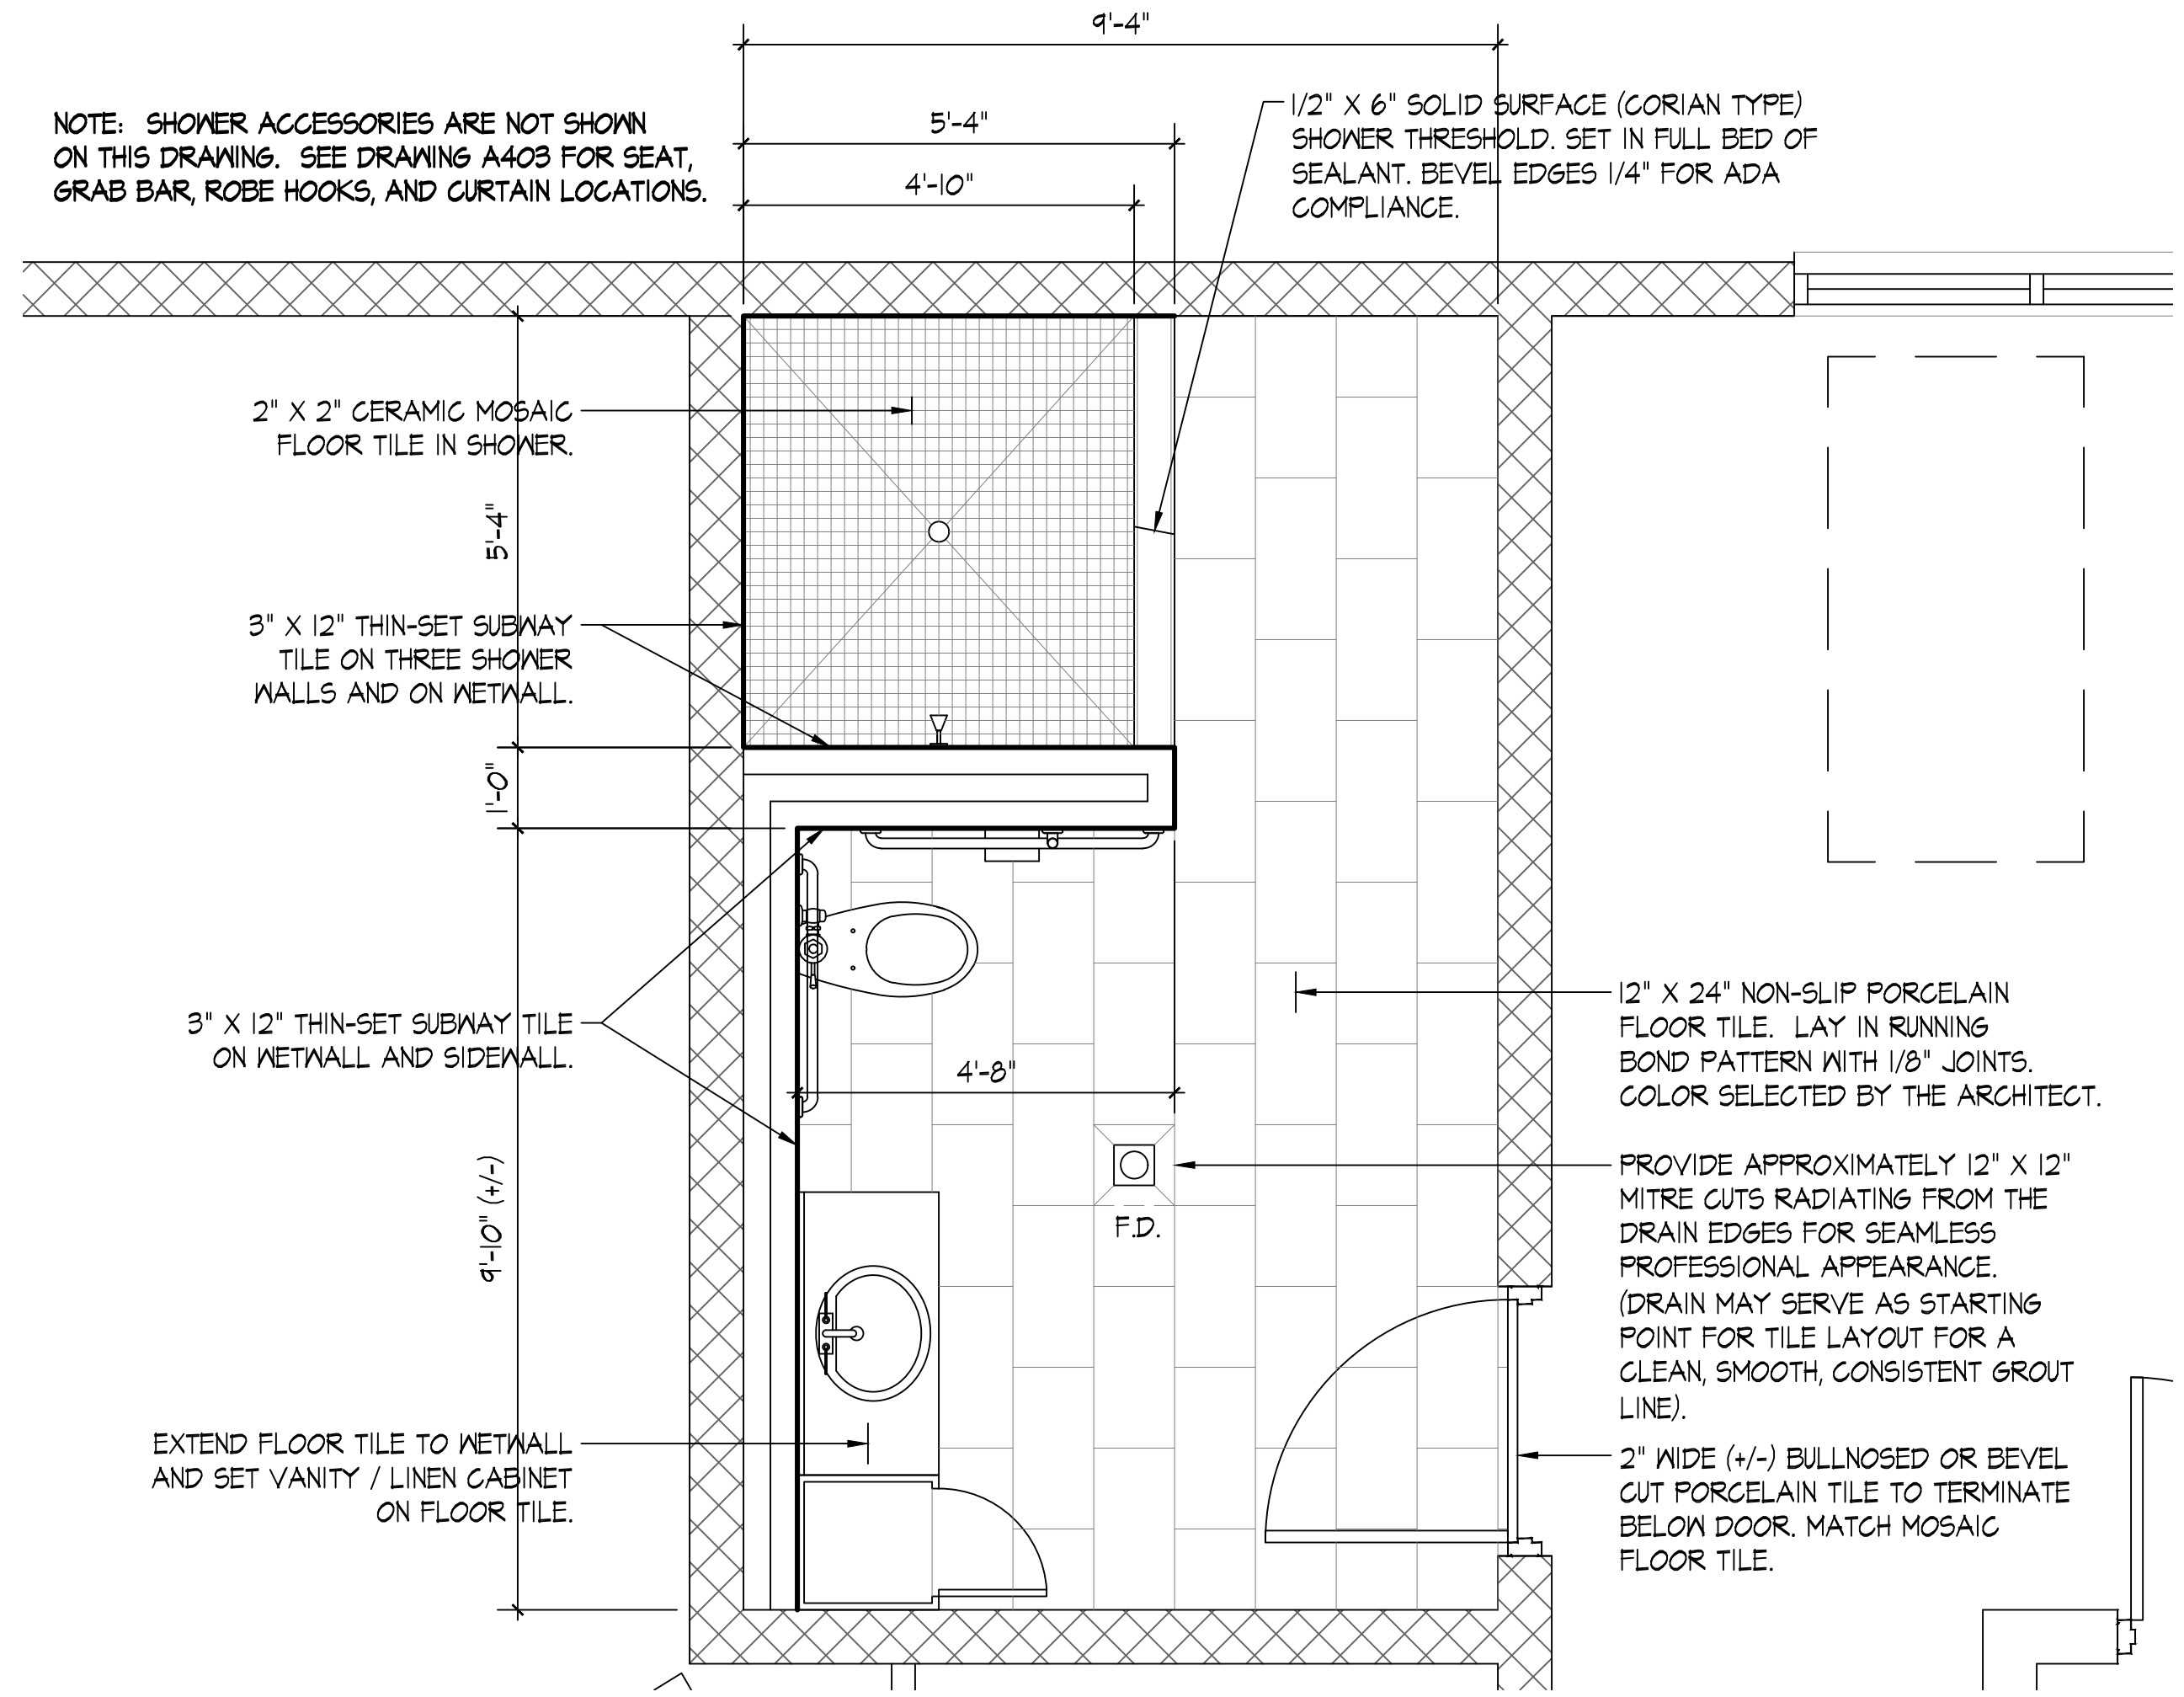 9'-4"
NOTE: SHOWER ACCESSORIES ARE NOT SHOWN
ON THIS DRAWING. SEE DRAWING A403 FOR SEAT,
GRAB BAR, ROBE HOOKS, AND CURTAIN LOCATIONS.
5'-4"
4'-10"
1/2" X 6" SOLID SURFACE (CORIAN TYPE)
SHOWER THRESHOLD. SET IN FULL BED OF
SEALANT. BEVEL EDGES 1/4" FOR ADA
COMPLIANCE.
2" X 2" CERAMIC MOSAIC
FLOOR TILE IN SHOWER.
5'-4"
3" X 12" THIN-SET SUBWAY
TILE ON THREE SHOWER
WALLS AND ON WETWALL.
1'-0"
3" X 12" THIN-SET SUBWAY TILE
ON WETWALL AND SIDEWALL.
4'-8"
12" X 24" NON-SLIP PORCELAIN
FLOOR TILE. LAY IN RUNNING
BOND PATTERN WITH 1/8" JOINTS.
COLOR SELECTED BY THE ARCHITECT.
9'-10" (+/-)
F.D.
PROVIDE APPROXIMATELY 12" X 12"
MITRE CUTS RADIATING FROM THE
DRAIN EDGES FOR SEAMLESS
PROFESSIONAL APPEARANCE.
(DRAIN MAY SERVE AS STARTING
POINT FOR TILE LAYOUT FOR A
CLEAN, SMOOTH, CONSISTENT GROUT
LINE).
EXTEND FLOOR TILE TO WETWALL
AND SET VANITY / LINEN CABINET
ON FLOOR TILE.
2" WIDE (+/-) BULLNOSED OR BEVEL
CUT PORCELAIN TILE TO TERMINATE
BELOW DOOR. MATCH MOSAIC
FLOOR TILE.